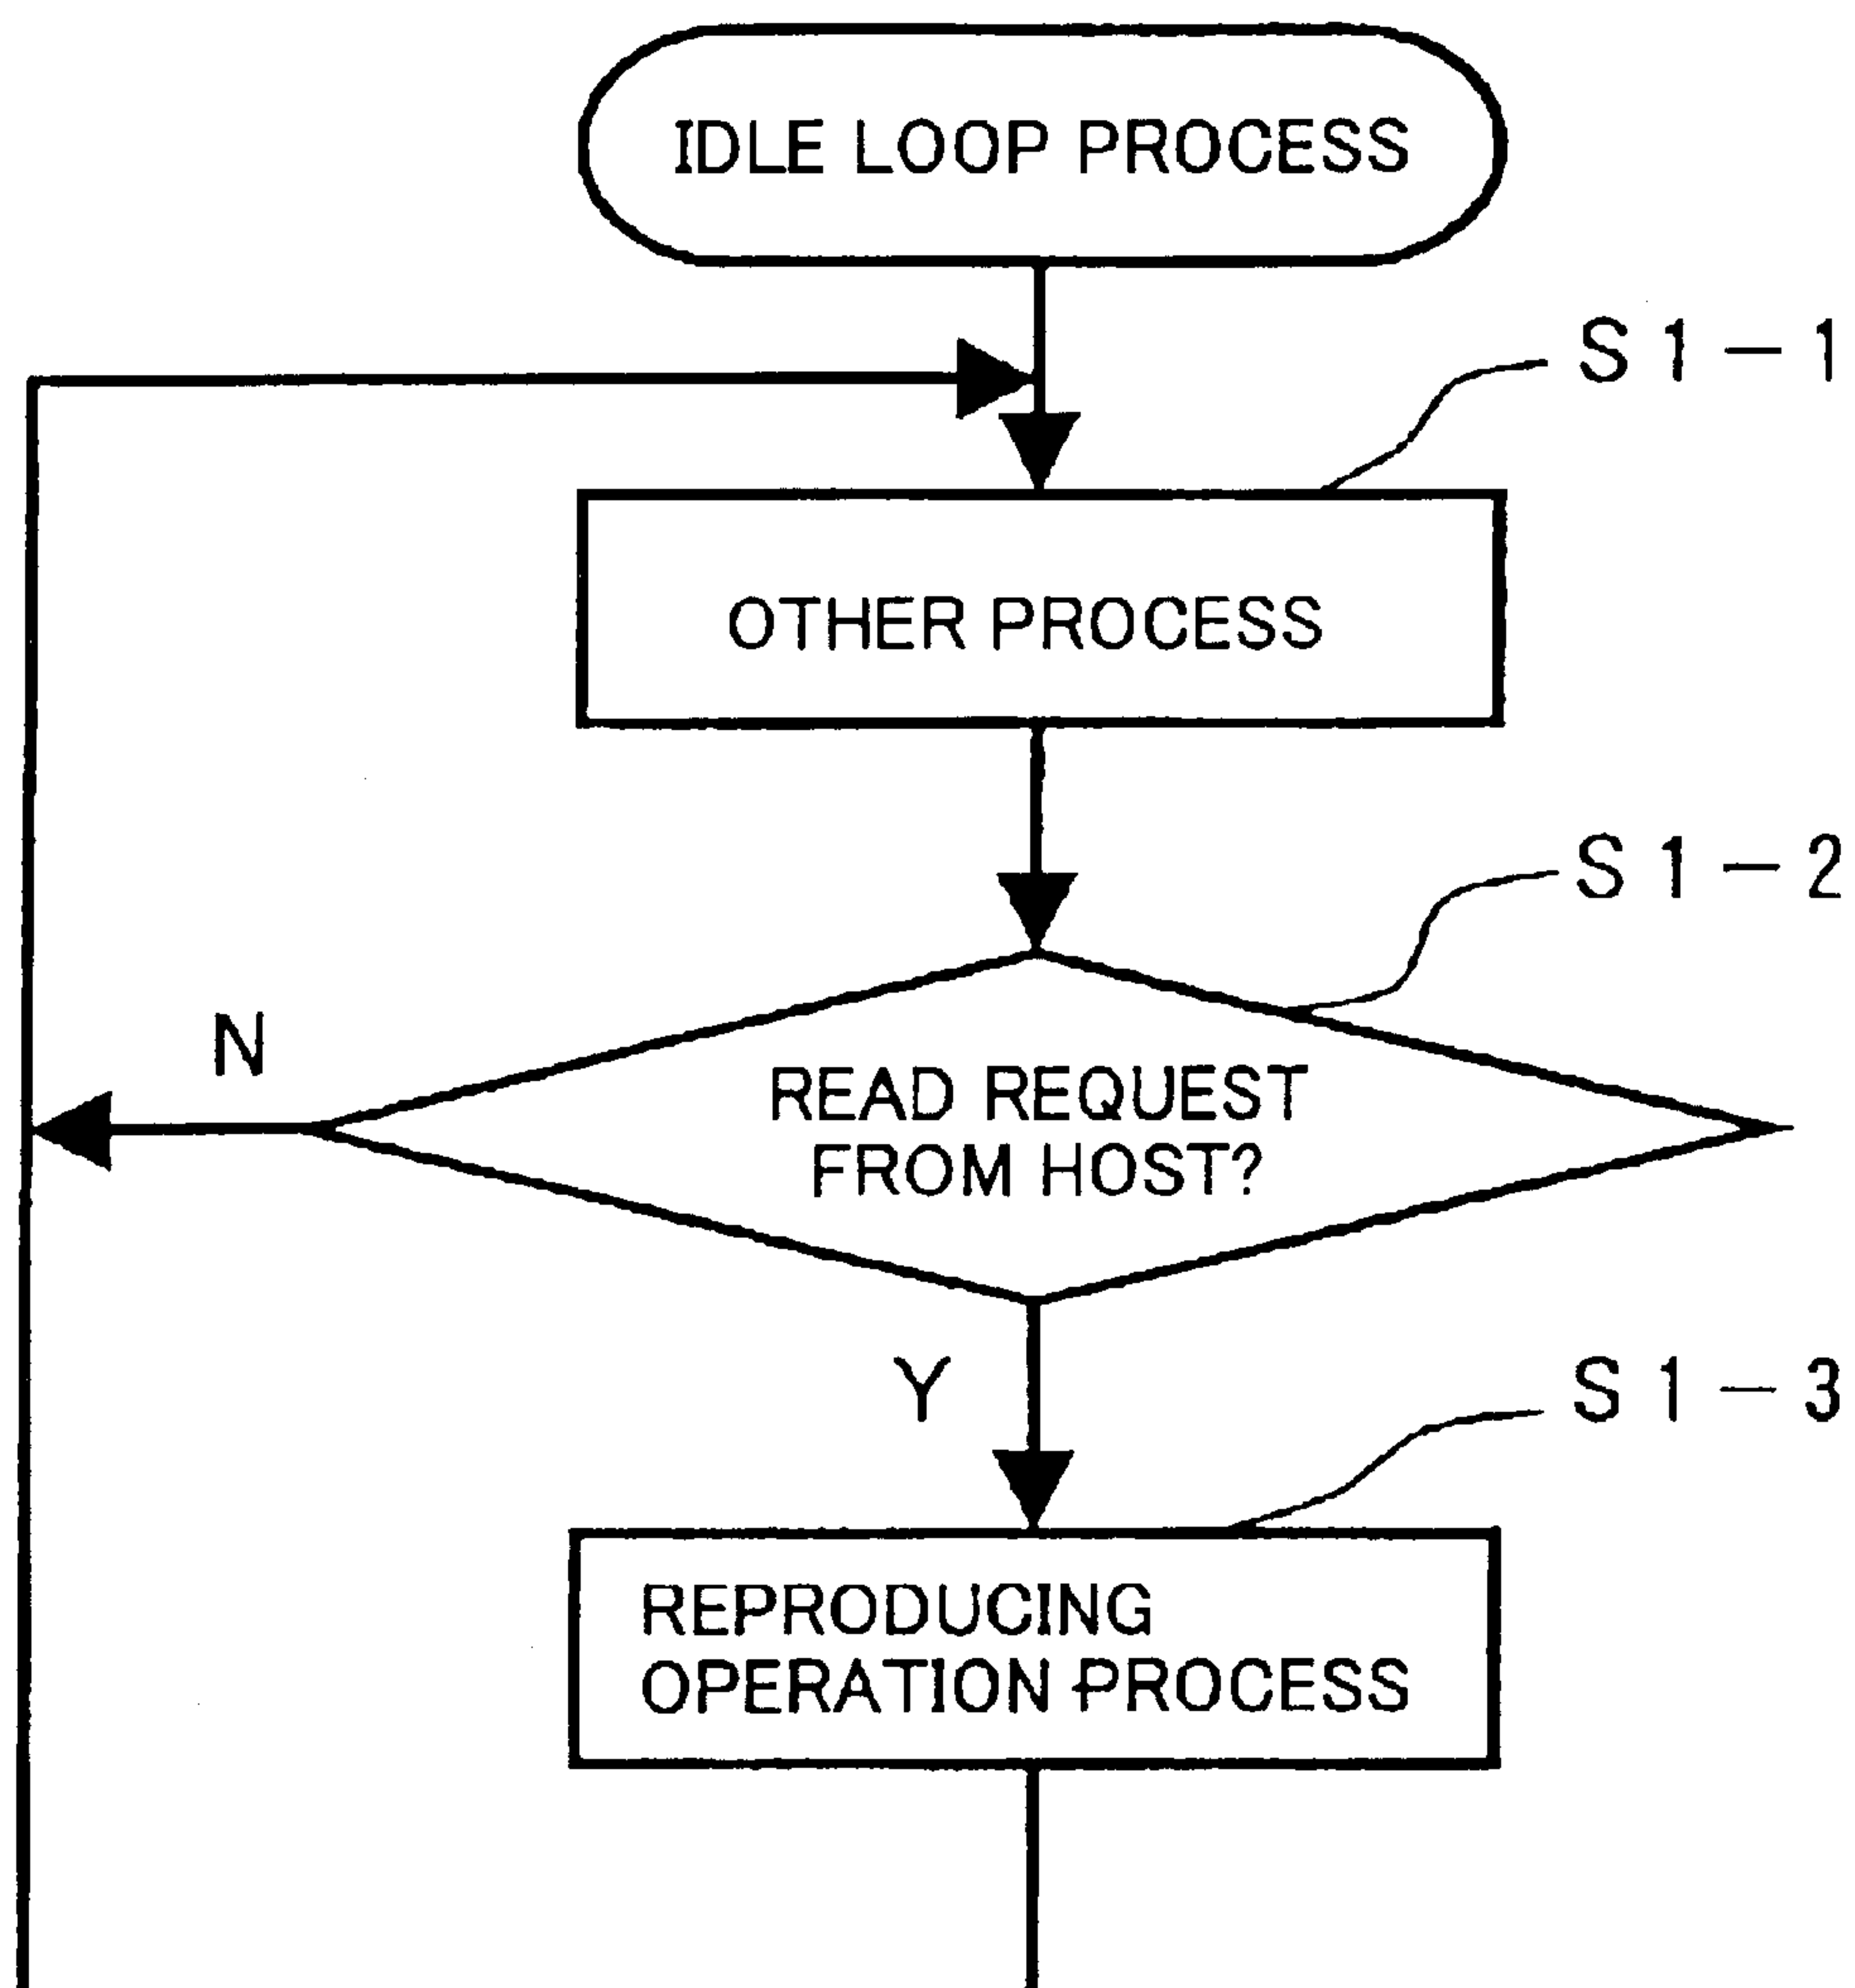 IDLE LOOP PROCESS
S1-1
OTHER PROCESS
S1-2
N
READ REQUEST
FROM HOST?
Y
S1-3
REPRODUCING
OPERATION PROCESS